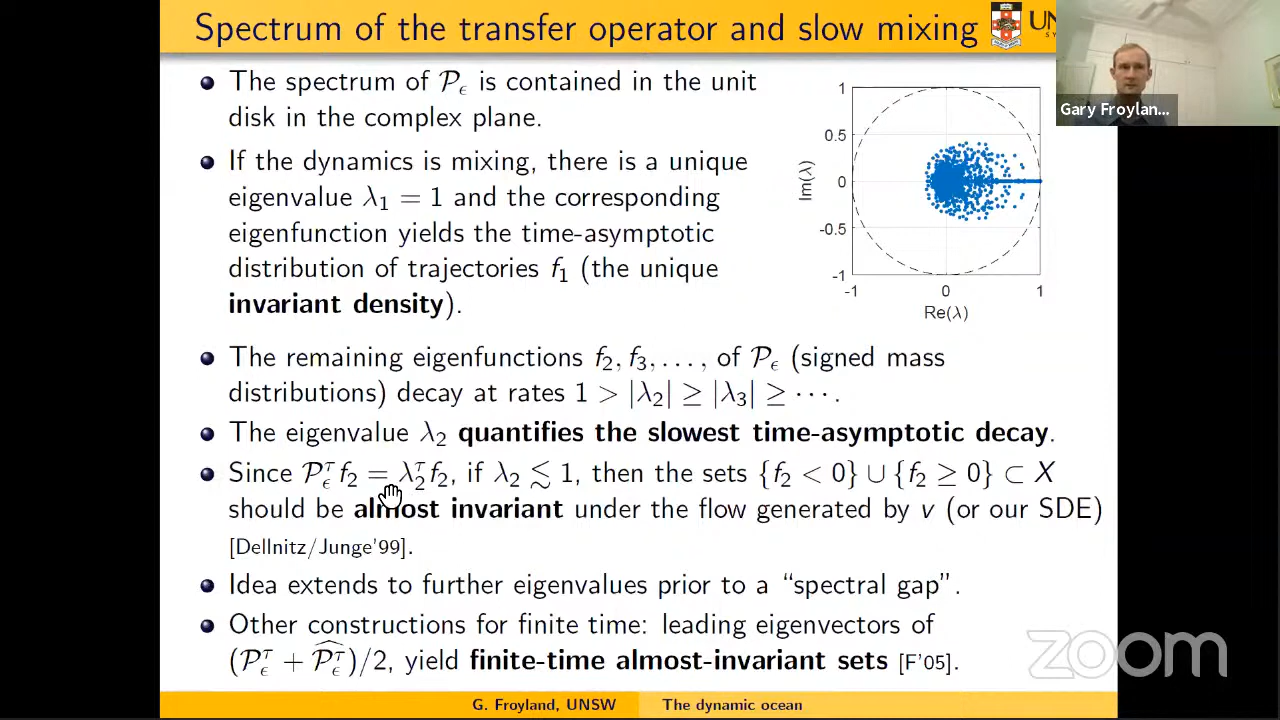 Spectrum of the transfer operator and slow mixing
The spectrum of 𝒫ϵ is contained in the unit
disk in the complex plane.
If the dynamics is mixing, there is a unique
eigenvalue λ₁ = 1 and the corresponding
eigenfunction yields the time-asymptotic
distribution of trajectories f₁ (the unique
invariant density).
1
0.5
0
-0.5
-1
Im(λ)
-1 0 1
Re(λ)
Gary Froylan...
The remaining eigenfunctions f₂, f₃, . . . , of 𝒫ϵ (signed mass
distributions) decay at rates 1 > |λ₂| ≥ |λ₃| ≥ · · · .
The eigenvalue λ₂ quantifies the slowest time-asymptotic decay.
Since 𝒫ϵ^τ f₂ = λ₂^τ f₂, if λ₂ ≲ 1, then the sets {f₂ < 0} ∪ {f₂ ≥ 0} ⊂ X
should be almost invariant under the flow generated by v (or our SDE)
[Dellnitz/Junge'99].
Idea extends to further eigenvalues prior to a "spectral gap".
Other constructions for finite time: leading eigenvectors of
(𝒫ϵ^τ + \widehat{𝒫ϵ^τ})/2, yield finite-time almost-invariant sets [F'05].
zoom
G. Froyland, UNSW The dynamic ocean